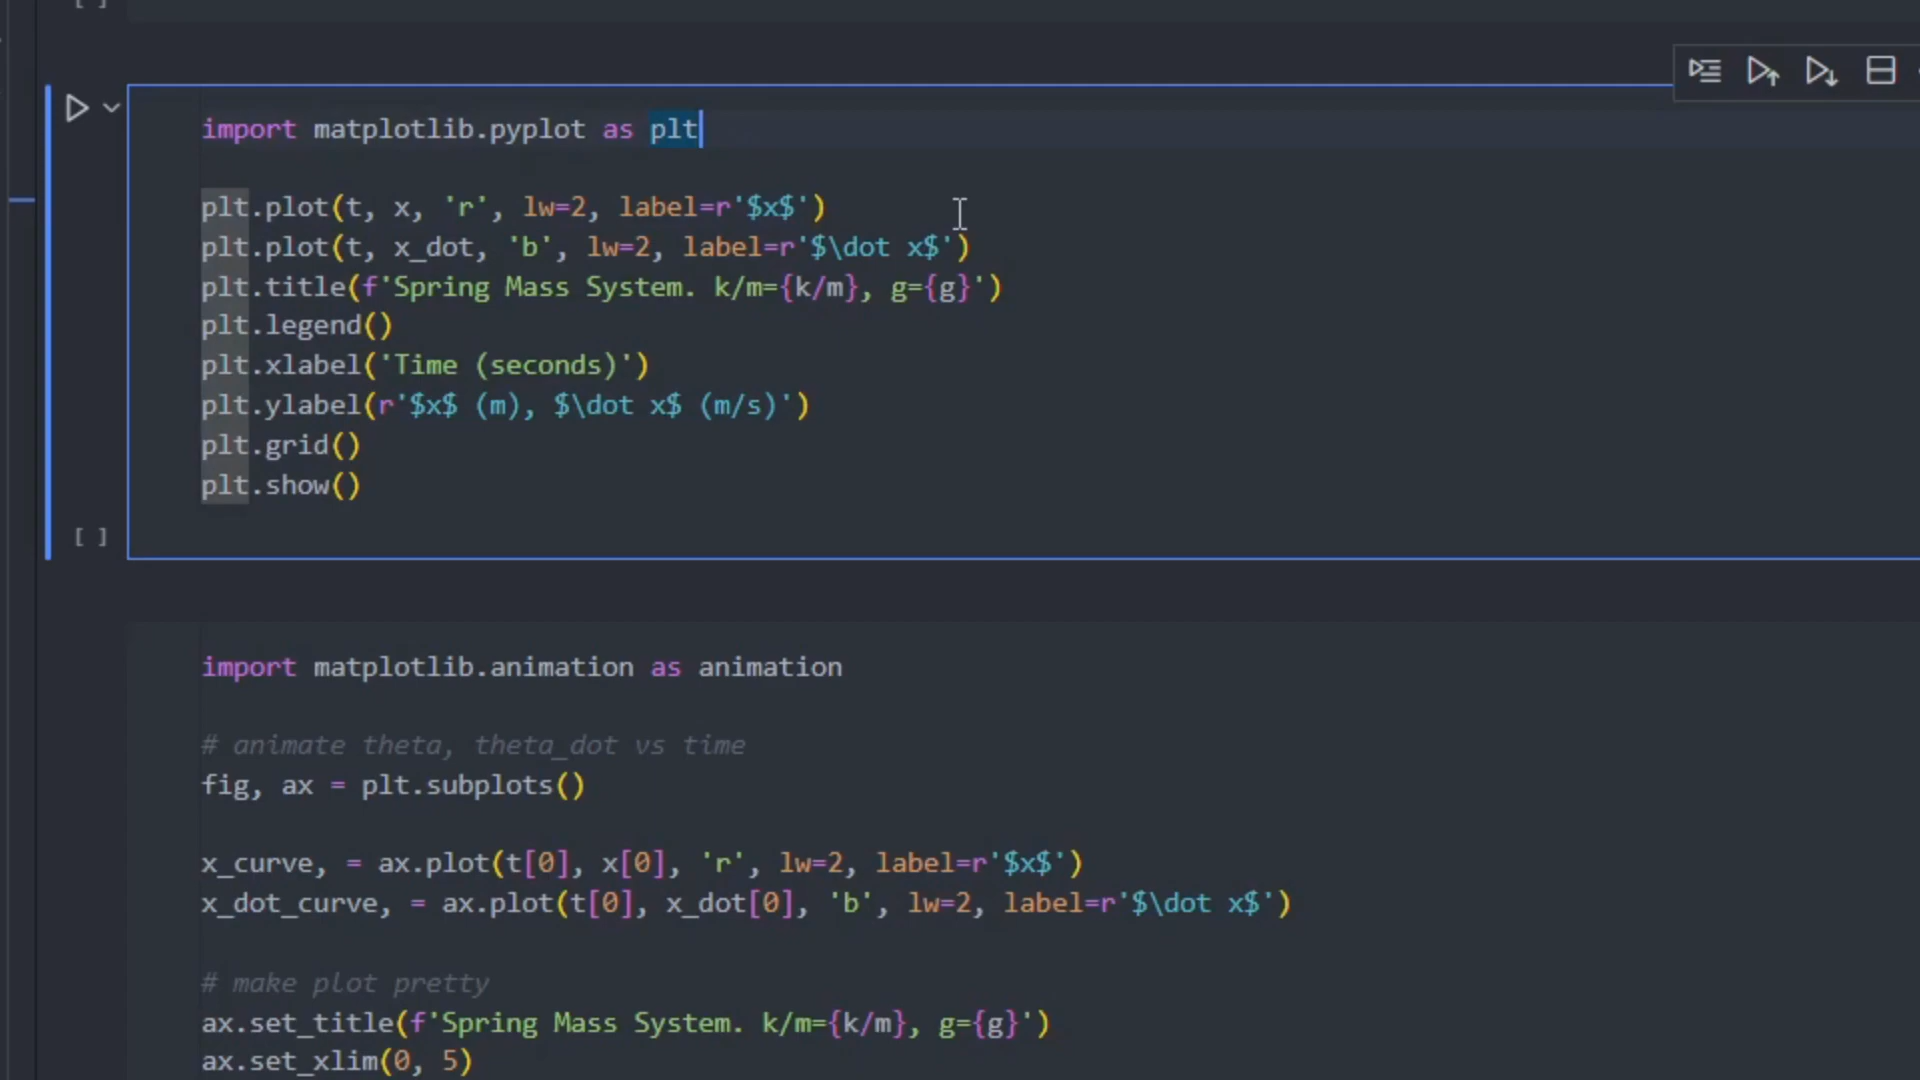 [ ]
import matplotlib.pyplot as plt
plt.plot(t, x, 'r', lw=2, label=r'$x$')
plt.plot(t, x_dot, 'b', lw=2, label=r'$\dot x$')
plt.title(f'Spring Mass System. k/m={k/m}, g={g}')
plt.legend()
plt.xlabel('Time (seconds)')
plt.ylabel(r'$x$ (m), $\dot x$ (m/s)')
plt.grid()
plt.show()
[ ]
import matplotlib.animation as animation
# animate theta, theta_dot vs time
fig, ax = plt.subplots()
x_curve, = ax.plot(t[0], x[0], 'r', lw=2, label=r'$x$')
x_dot_curve, = ax.plot(t[0], x_dot[0], 'b', lw=2, label=r'$\dot x$')
# make plot pretty
ax.set_title(f'Spring Mass System. k/m={k/m}, g={g}')
ax.set_xlim(0, 5)